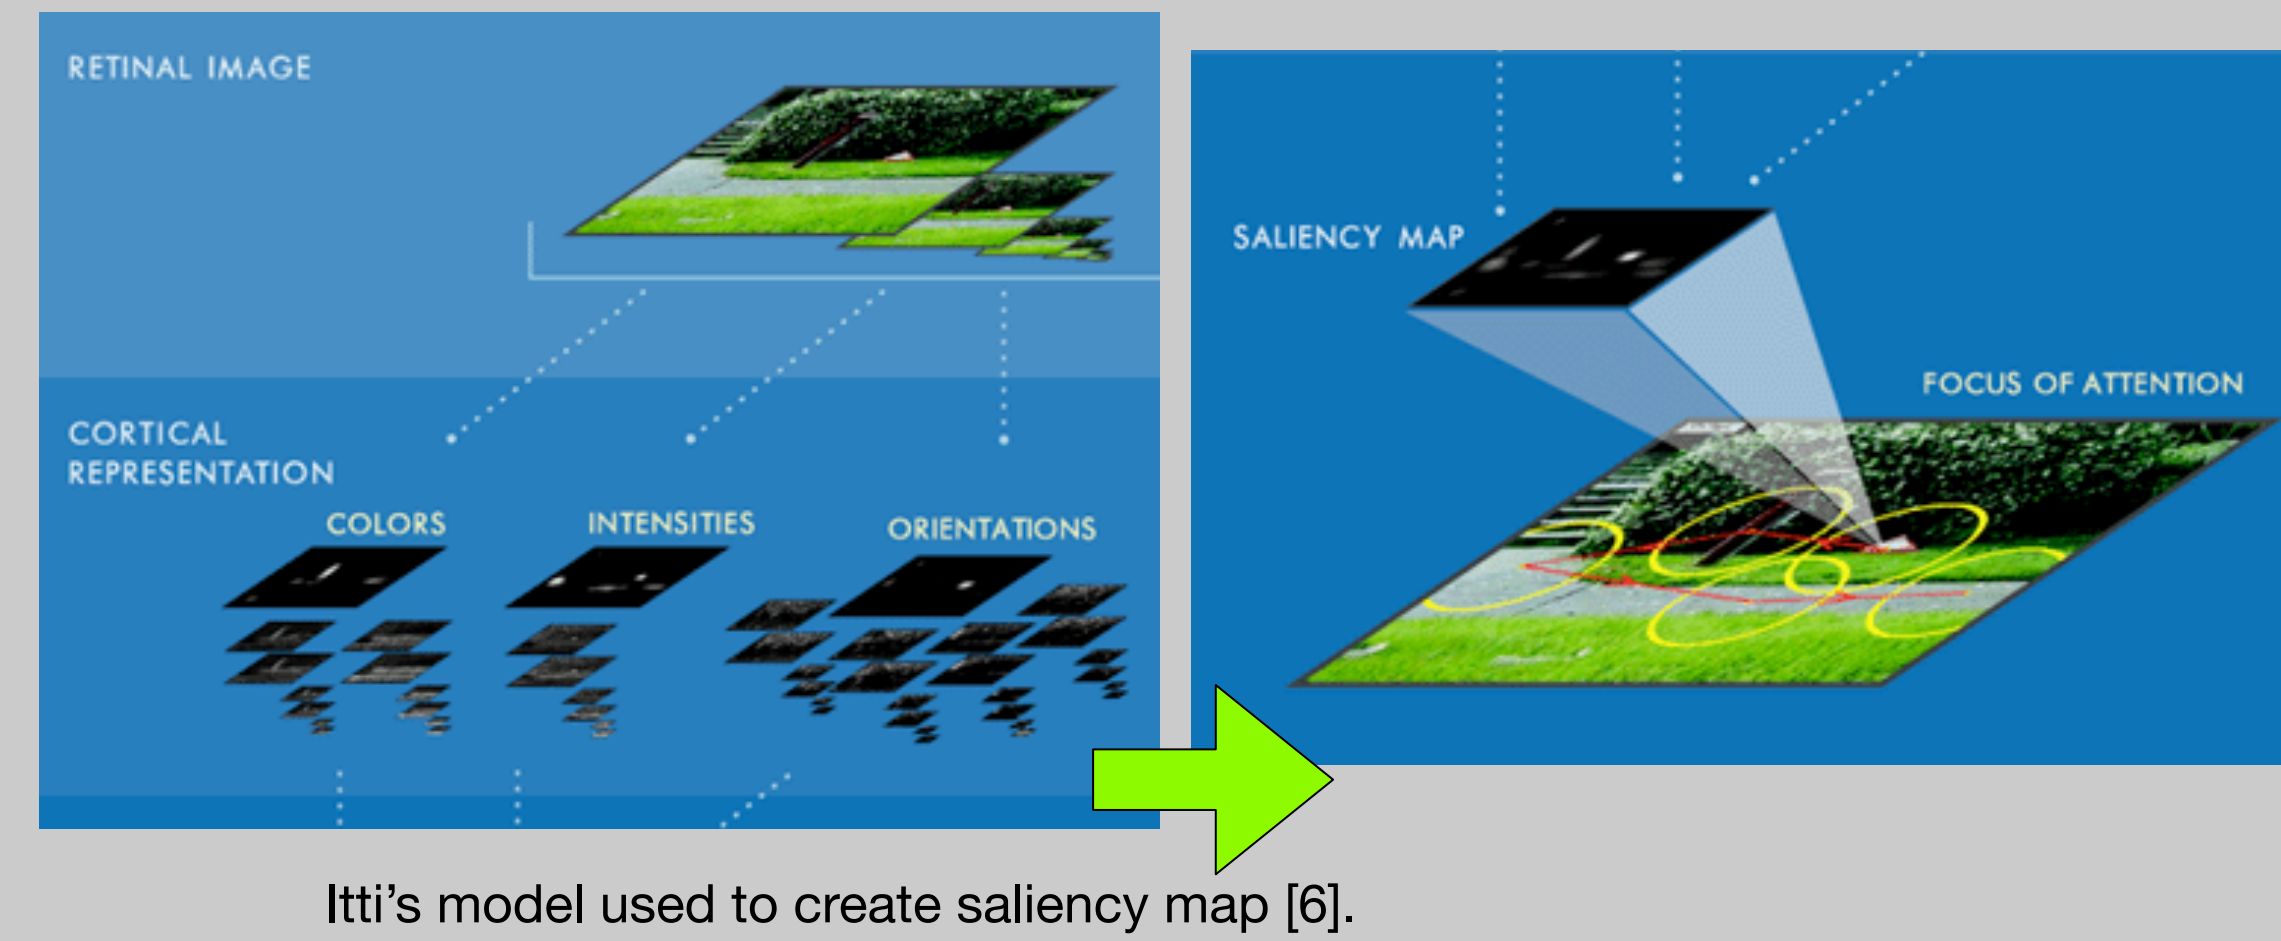 RETINAL IMAGE
CORTICAL
REPRESENTATION
COLORS
INTENSITIES
ORIENTATIONS
SALIENCY MAP
FOCUS OF ATTENTION
Itti’s model used to create saliency map [6].